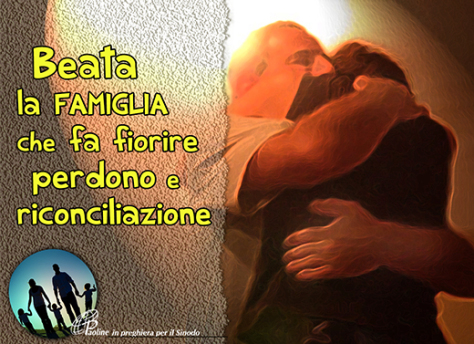 Beata
la FAMIGLIA
che fa fiorire
perdono e
riconciliazione
Paoline in preghiera per il Sinodo